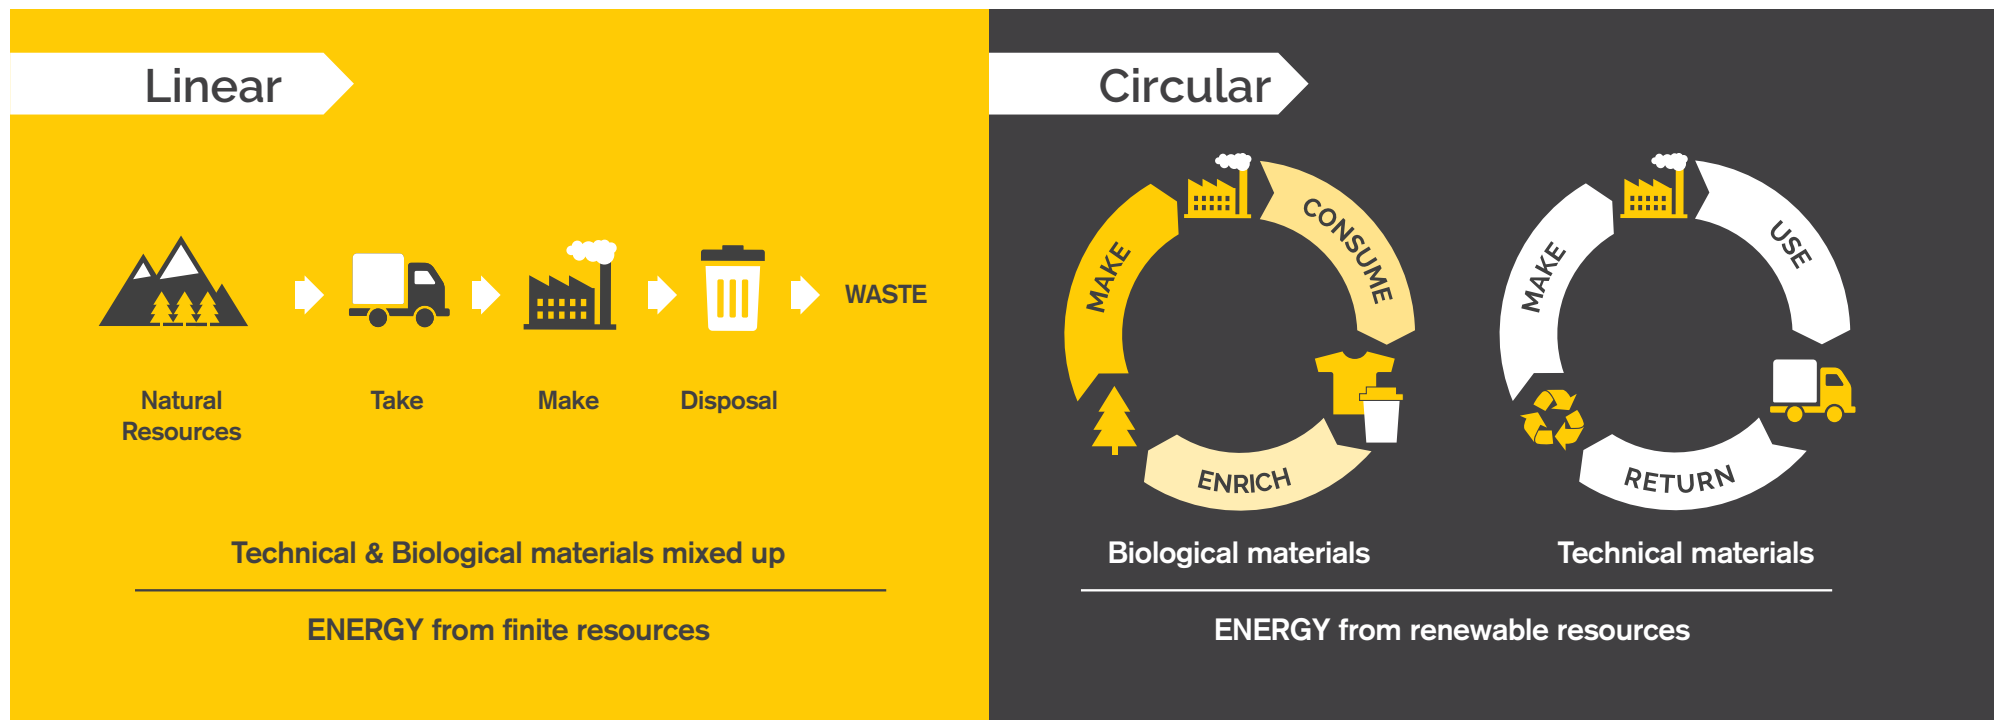 Linear
Natural
Resources
Take
Make
Disposal
WASTE
Technical & Biological materials mixed up
ENERGY from finite resources
Circular
MAKE
CONSUME
ENRICH
Biological materials
MAKE
USE
RETURN
Technical materials
ENERGY from renewable resources